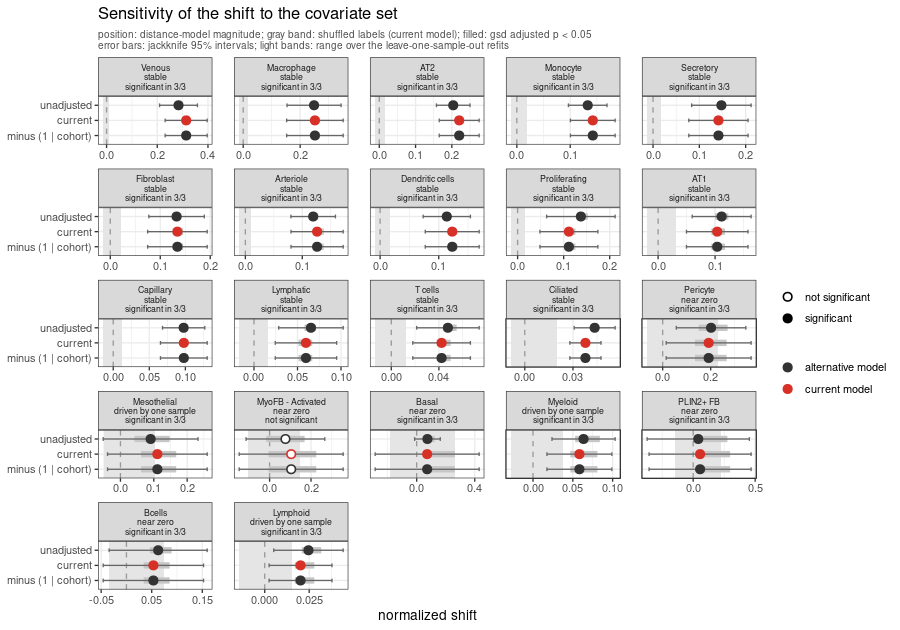 Sensitivity of the shift to the covariate set
position: distance-model magnitude; gray band: shuffled labels (current model); filled: gsd adjusted p < 0.05
error bars: jackknife 95% intervals; light bands: range over the leave-one-sample-out refits
Venous
stable
significant in 3/3
Macrophage
stable
significant in 3/3
AT2
stable
significant in 3/3
Monocyte
stable
significant in 3/3
Secretory
stable
significant in 3/3
unadjusted
current
minus (1 | cohort)
0.0 0.2 0.4
0.0 0.2
0.0 0.1 0.2
0.0 0.1
0.0 0.1 0.2
Fibroblast
stable
significant in 3/3
Arteriole
stable
significant in 3/3
Dendritic cells
stable
significant in 3/3
Proliferating
stable
significant in 3/3
AT1
stable
significant in 3/3
unadjusted
current
minus (1 | cohort)
0.0 0.1 0.2
0.0 0.1
0.0 0.1
0.0 0.1 0.2
0.0 0.1
Capillary
stable
significant in 3/3
Lymphatic
stable
significant in 3/3
T cells
stable
significant in 3/3
Ciliated
stable
significant in 3/3
Pericyte
near zero
significant in 3/3
unadjusted
current
minus (1 | cohort)
0.00 0.05 0.10
0.00 0.05 0.10
0.00 0.04
0.00 0.03
0.0 0.2
Mesothelial
driven by one sample
significant in 3/3
MyoFB - Activated
near zero
not significant
Basal
near zero
significant in 3/3
Myeloid
driven by one sample
significant in 3/3
PLIN2+ FB
near zero
significant in 3/3
unadjusted
current
minus (1 | cohort)
0.0 0.1 0.2
0.0 0.2
0.0 0.4
0.00 0.05 0.10
0.0 0.5
Bcells
near zero
significant in 3/3
Lymphoid
driven by one sample
significant in 3/3
unadjusted
current
minus (1 | cohort)
-0.05 0.05 0.15
0.000 0.025
normalized shift
not significant
significant
alternative model
current model